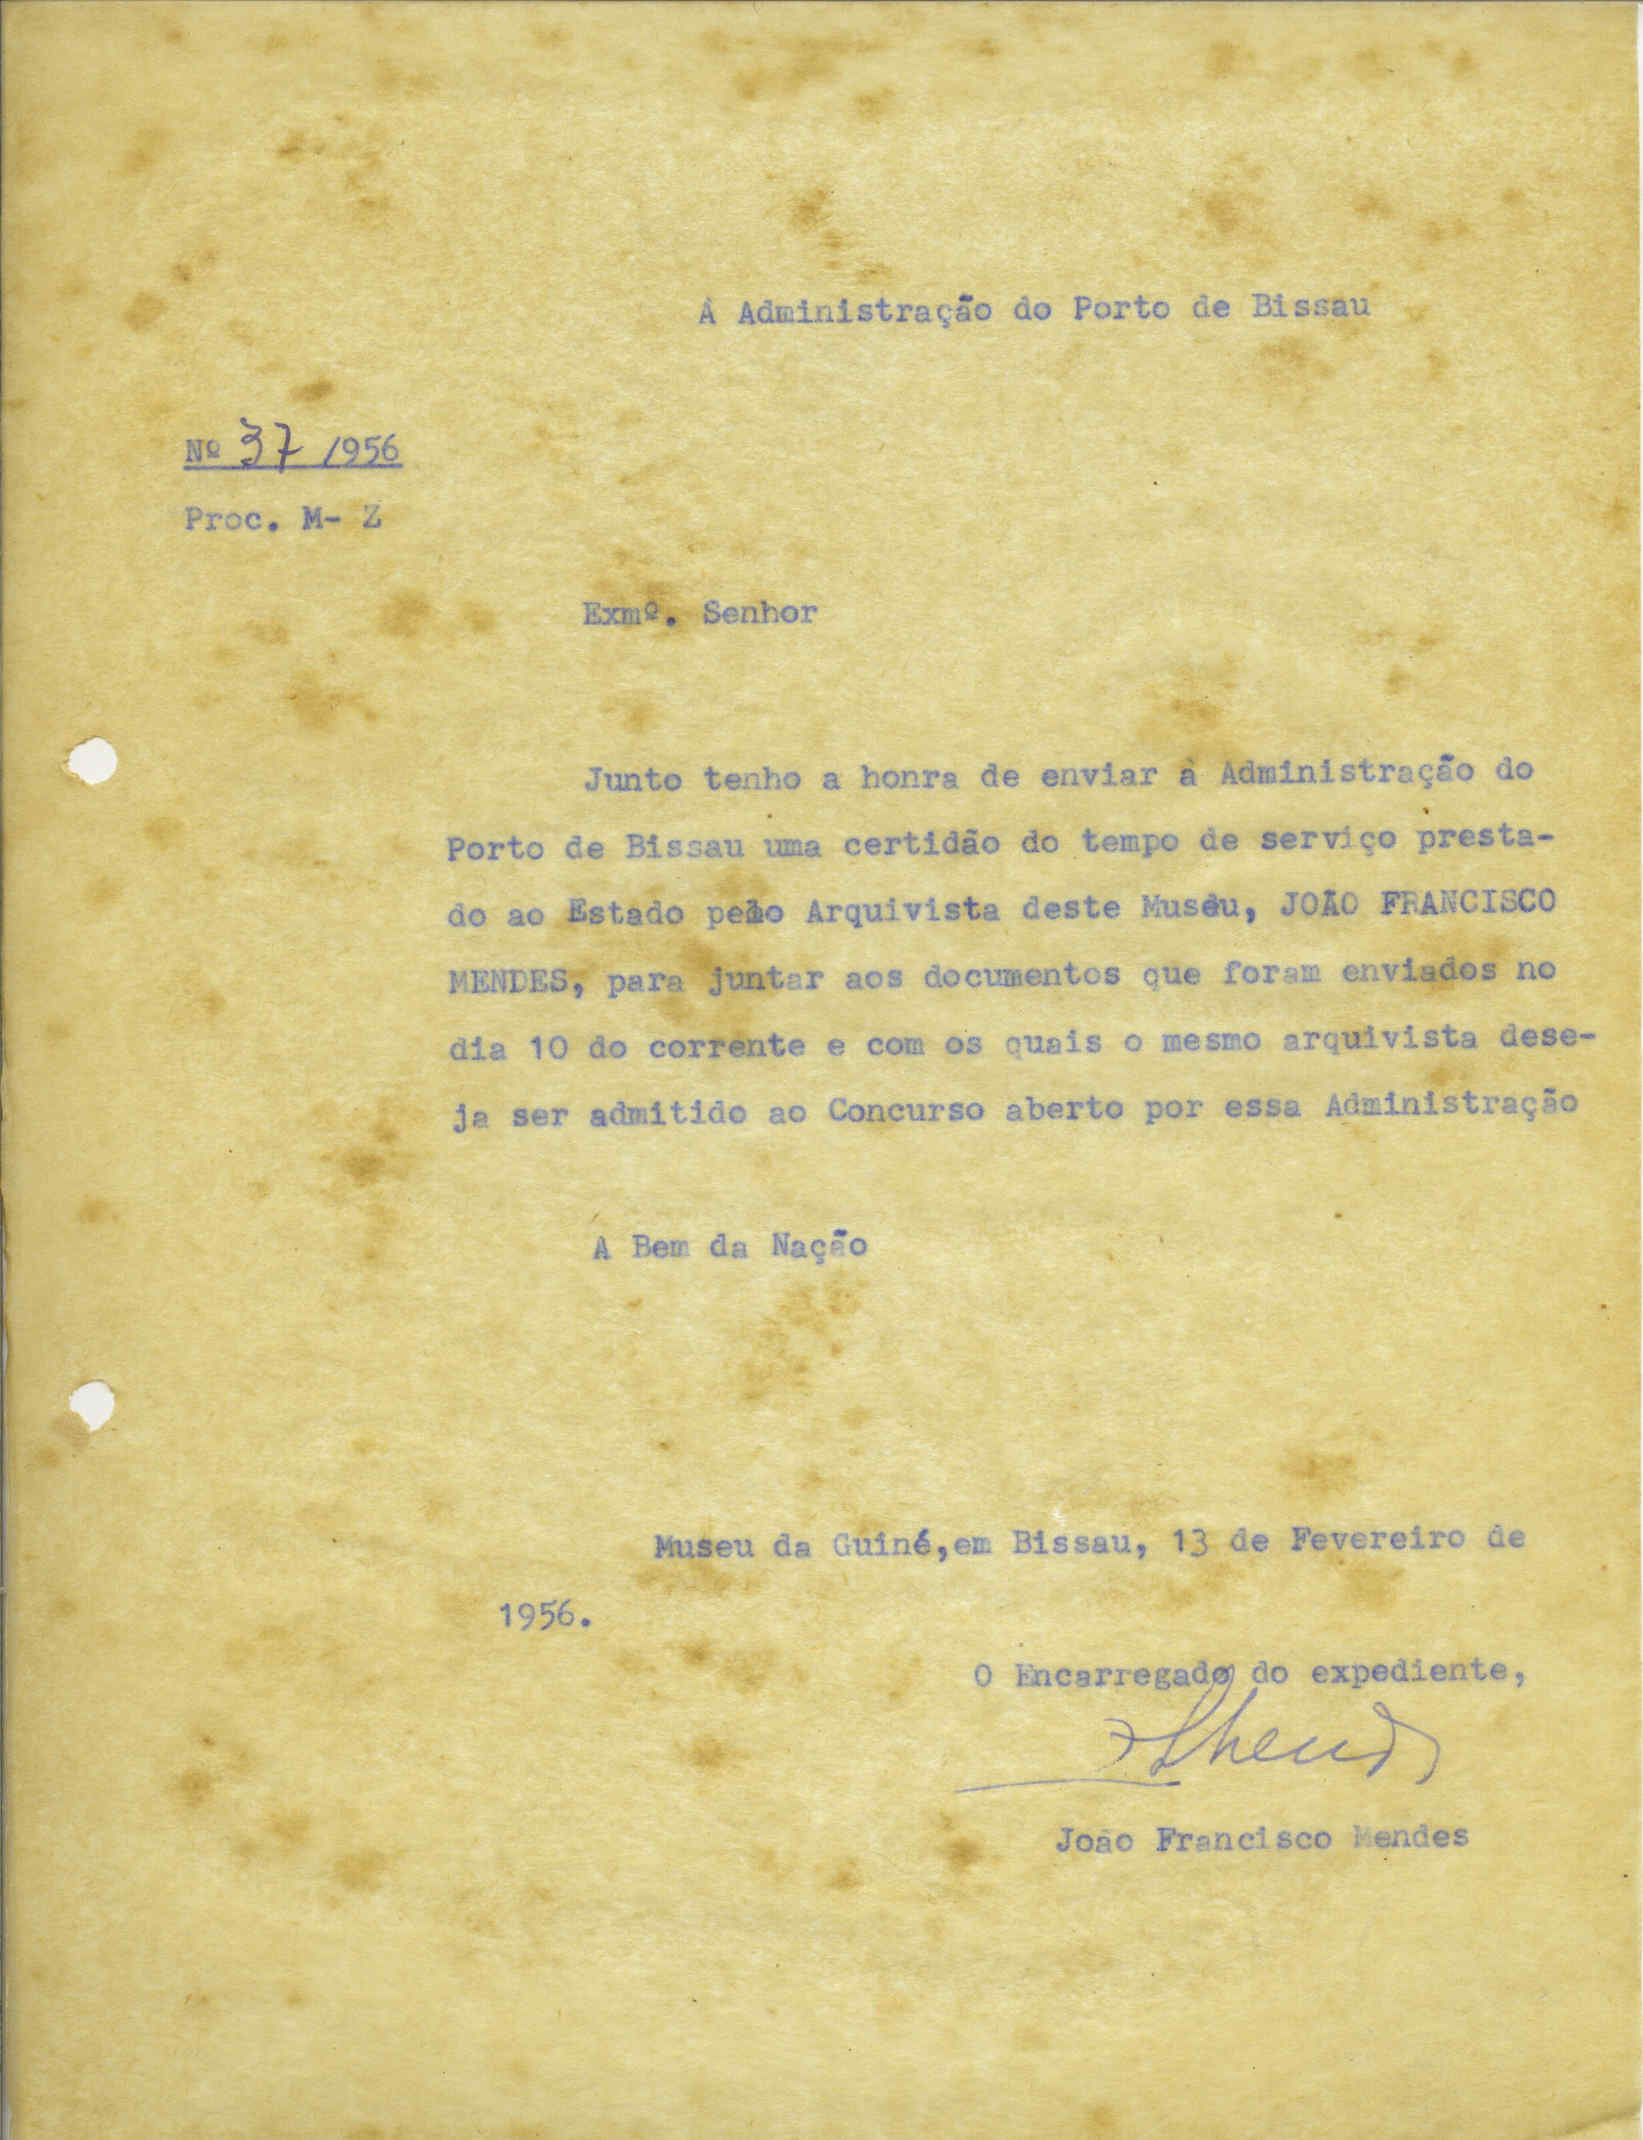 À Administração do Porto de Bissau
Nº 37 /956
Proc. M- Z
Exmº. Senhor
Junto tenho a honra de enviar à Administração do
Porto de Bissau uma certidão do tempo de serviço presta-
do ao Estado pelo Arquivista deste Museu, JOÃO FRANCISCO
MENDES, para juntar aos documentos que foram enviados no
dia 10 do corrente e com os quais o mesmo arquivista dese-
ja ser admitido ao Concurso aberto por essa Administração
A Bem da Nação
Museu da Guiné,em Bissau, 13 de Fevereiro de
1956.
O Encarregado do expediente,
João Francisco Mendes